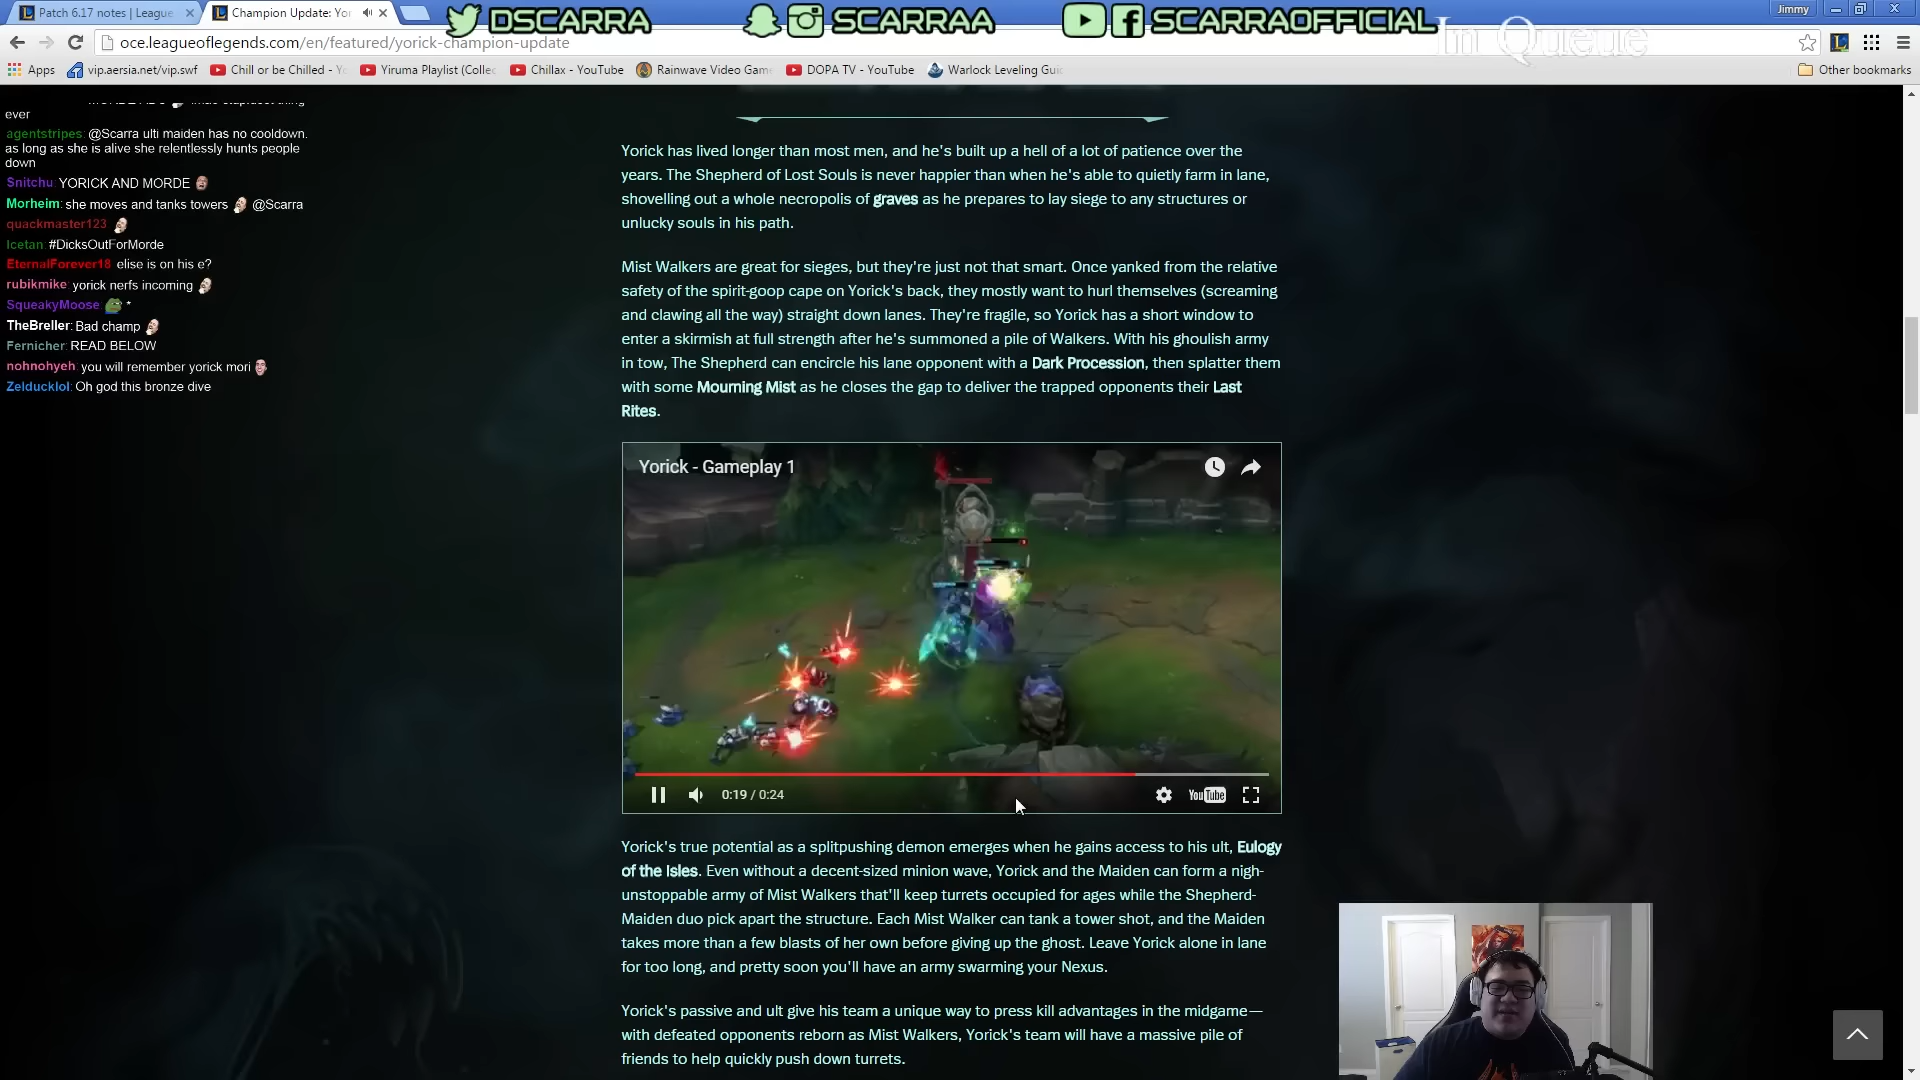 Patch 6.17 notes | League
Champion Update: Yor
DSCARRA
SCARRAA
SCARRAOFFICIAL
In Queue
Jimmy
oce.leagueoflegends.com/en/featured/yorick-champion-update
Apps
vip.aersia.net/vip.swf
Chill or be Chilled - Yo
Yiruma Playlist (Collec
Chillax - YouTube
Rainwave Video Gam
DOPA TV - YouTube
Warlock Leveling Guid
Other bookmarks
ever
agentstripes: @Scarra ulti maiden has no cooldown.
as long as she is alive she relentlessly hunts people
down
Snitchu: YORICK AND MORDE
Morheim: she moves and tanks towers @Scarra
quackmaster123
Icetan: #DicksOutForMorde
EternalForever18 elise is on his e?
rubikmike: yorick nerfs incoming
SqueakyMoose: *
TheBreller: Bad champ
Fernicher: READ BELOW
nohnohyeh: you will remember yorick mori
Zelducklol: Oh god this bronze dive
Yorick has lived longer than most men, and he's built up a hell of a lot of patience over the
years. The Shepherd of Lost Souls is never happier than when he's able to quietly farm in lane,
shovelling out a whole necropolis of graves as he prepares to lay siege to any structures or
unlucky souls in his path.
Mist Walkers are great for sieges, but they're just not that smart. Once yanked from the relative
safety of the spirit-goop cape on Yorick's back, they mostly want to hurl themselves (screaming
and clawing all the way) straight down lanes. They're fragile, so Yorick has a short window to
enter a skirmish at full strength after he's summoned a pile of Walkers. With his ghoulish army
in tow, The Shepherd can encircle his lane opponent with a Dark Procession, then splatter them
with some Mourning Mist as he closes the gap to deliver the trapped opponents their Last
Rites.
Yorick - Gameplay 1
0:19 / 0:24
YouTube
Yorick's true potential as a splitpushing demon emerges when he gains access to his ult, Eulogy
of the Isles. Even without a decent-sized minion wave, Yorick and the Maiden can form a nigh-
unstoppable army of Mist Walkers that'll keep turrets occupied for ages while the Shepherd-
Maiden duo pick apart the structure. Each Mist Walker can tank a tower shot, and the Maiden
takes more than a few blasts of her own before giving up the ghost. Leave Yorick alone in lane
for too long, and pretty soon you'll have an army swarming your Nexus.
Yorick's passive and ult give his team a unique way to press kill advantages in the midgame—
with defeated opponents reborn as Mist Walkers, Yorick's team will have a massive pile of
friends to help quickly push down turrets.